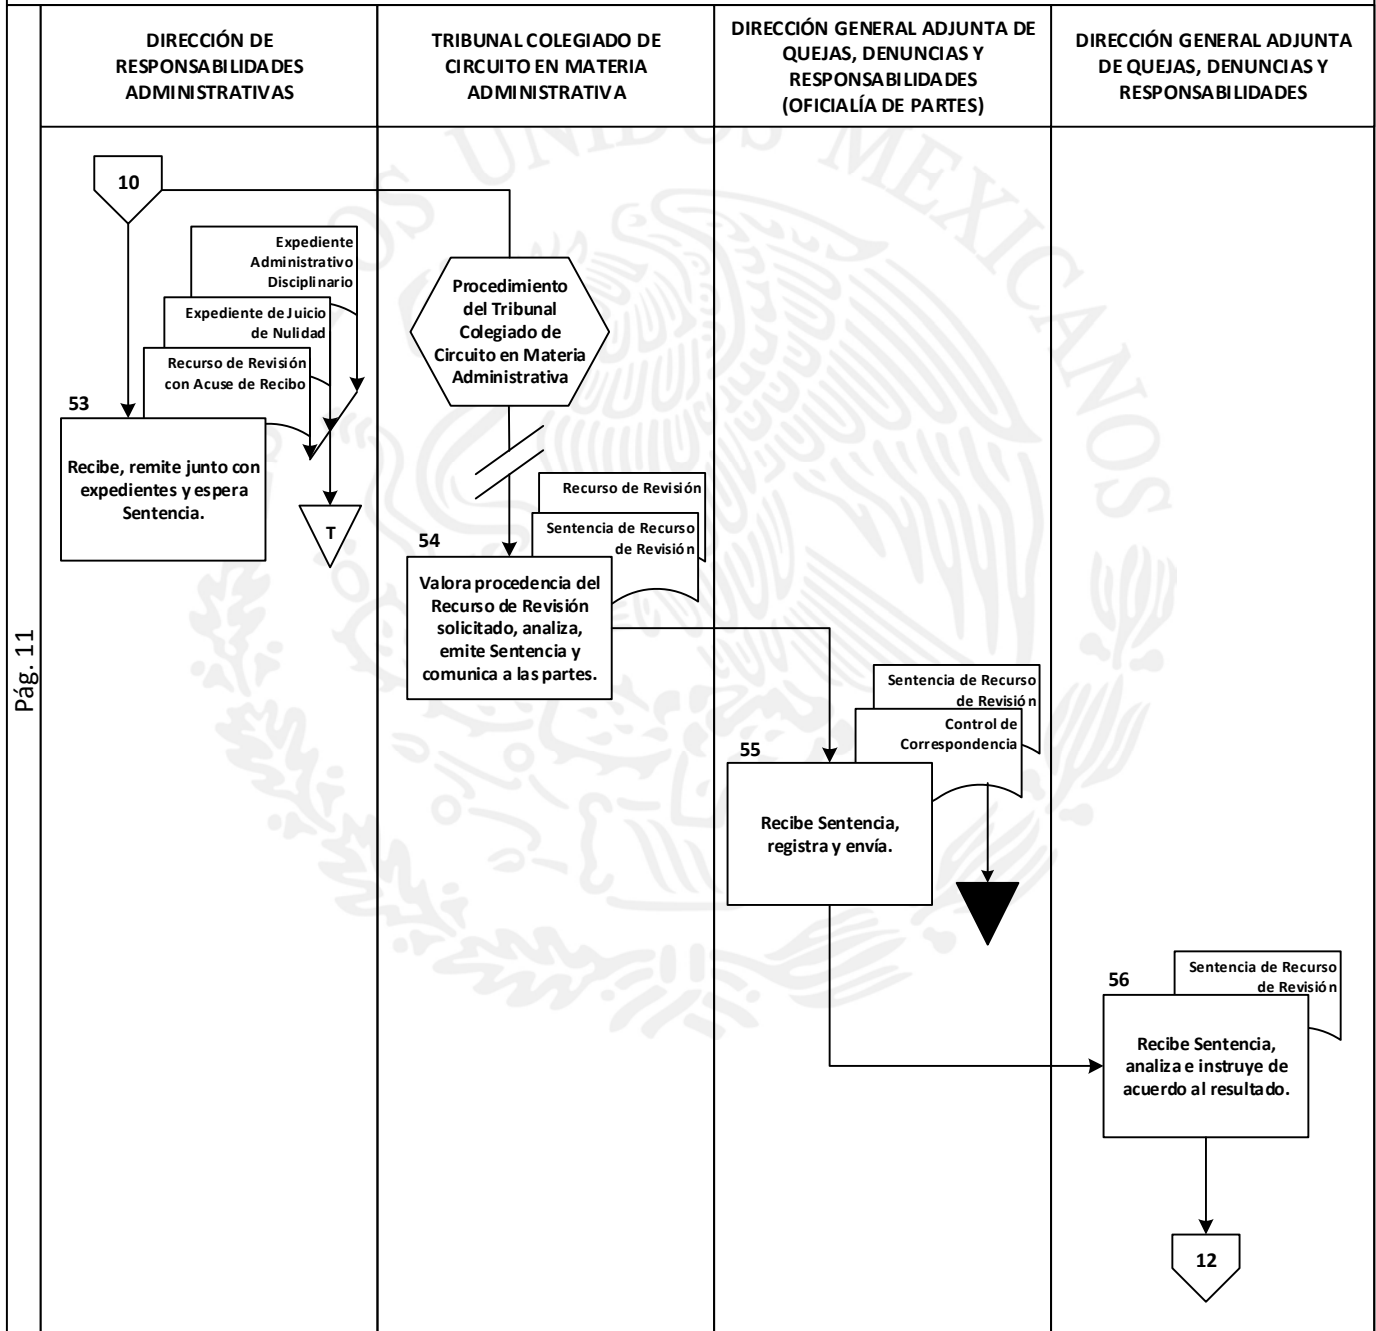 DIRECCIÓN DE
RESPONSABILIDADES
ADMINISTRATIVAS
TRIBUNAL COLEGIADO DE
CIRCUITO EN MATERIA
ADMINISTRATIVA
DIRECCIÓN GENERAL ADJUNTA DE
QUEJAS, DENUNCIAS Y
RESPONSABILIDADES
(OFICIALÍA DE PARTES)
DIRECCIÓN GENERAL ADJUNTA
DE QUEJAS, DENUNCIAS Y
RESPONSABILIDADES
Pág. 11
UNIDOS MEXICANOS
10
Expediente
Administrativo
Disciplinario
Expediente de Juicio
de Nulidad
Recurso de Revisión
con Acuse de Recibo
53
Recibe, remite junto con
expedientes y espera
Sentencia.
T
Procedimiento
del Tribunal
Colegiado de
Circuito en Materia
Administrativa
Recurso de Revisión
Sentencia de Recurso
de Revisión
54
Valora procedencia del
Recurso de Revisión
solicitado, analiza,
emite Sentencia y
comunica a las partes.
Sentencia de Recurso
de Revisión
Control de
Correspondencia
55
Recibe Sentencia,
registra y envía.
Sentencia de Recurso
de Revisión
56
Recibe Sentencia,
analiza e instruye de
acuerdo al resultado.
12